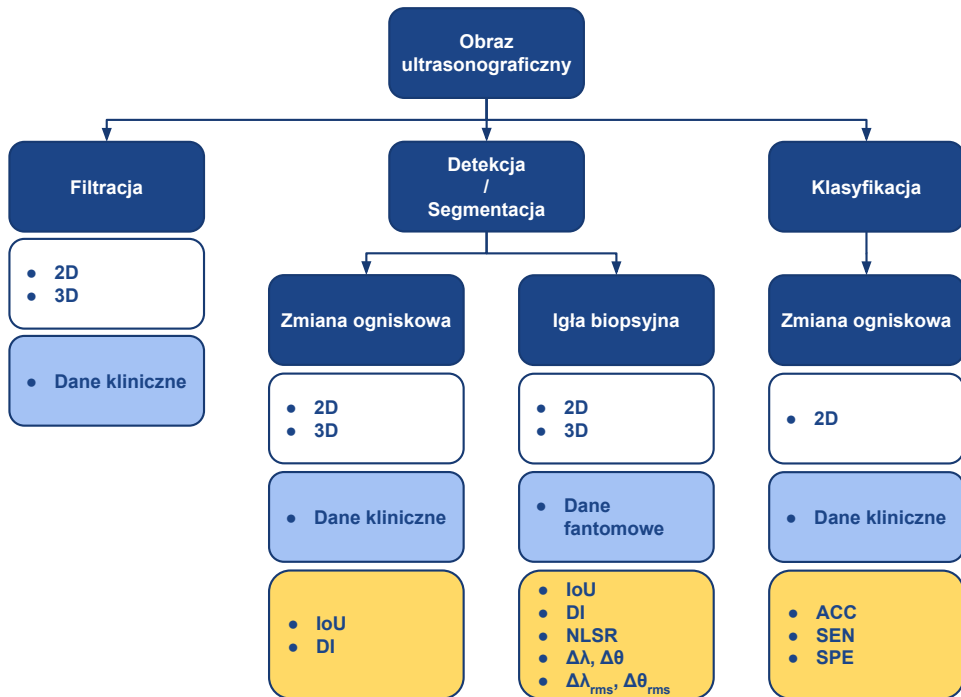 Obraz
ultrasonograficzny
Filtracja
Detekcja
/
Segmentacja
Klasyfikacja
● 2D
● 3D
● Dane kliniczne
Zmiana ogniskowa
Igła biopsyjna
Zmiana ogniskowa
● 2D
● 3D
● 2D
● 3D
● 2D
● Dane kliniczne
● Dane
fantomowe
● Dane kliniczne
● IoU
● DI
● IoU
● DI
● NLSR
● Δλ, Δθ
● Δλrms, Δθrms
● ACC
● SEN
● SPE